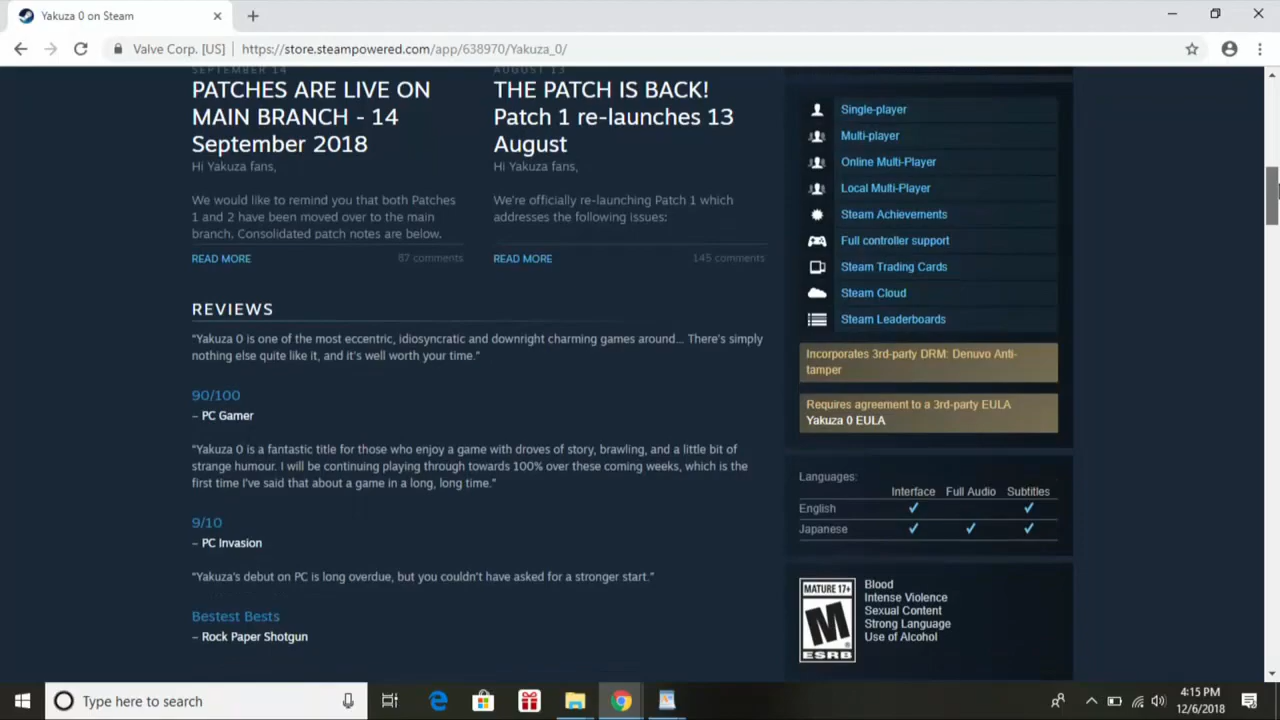 Yakuza 0 on Steam
Valve Corp. [US]
https://store.steampowered.com/app/638970/Yakuza_0/
SEPTEMBER 14
PATCHES ARE LIVE ON
MAIN BRANCH - 14
September 2018
Hi Yakuza fans,
We would like to remind you that both Patches
1 and 2 have been moved over to the main
branch. Consolidated patch notes are below.
READ MORE
87 comments
AUGUST 13
THE PATCH IS BACK!
Patch 1 re-launches 13
August
Hi Yakuza fans,
We're officially re-launching Patch 1 which
addresses the following issues:
READ MORE
145 comments
REVIEWS
"Yakuza 0 is one of the most eccentric, idiosyncratic and downright charming games around... There's simply
nothing else quite like it, and it's well worth your time."
90/100
– PC Gamer
"Yakuza 0 is a fantastic title for those who enjoy a game with droves of story, brawling, and a little bit of
strange humour. I will be continuing playing through towards 100% over these coming weeks, which is the
first time I've said that about a game in a long, long time."
9/10
– PC Invasion
"Yakuza's debut on PC is long overdue, but you couldn't have asked for a stronger start."
Bestest Bests
– Rock Paper Shotgun
Single-player
Multi-player
Online Multi-Player
Local Multi-Player
Steam Achievements
Full controller support
Steam Trading Cards
Steam Cloud
Steam Leaderboards
Incorporates 3rd-party DRM: Denuvo Anti-
tamper
Requires agreement to a 3rd-party EULA
Yakuza 0 EULA
Languages:
Interface Full Audio Subtitles
English ✓ ✓
Japanese ✓ ✓ ✓
MATURE 17+
M
ESRB
Blood
Intense Violence
Sexual Content
Strong Language
Use of Alcohol
Type here to search
4:15 PM
12/6/2018